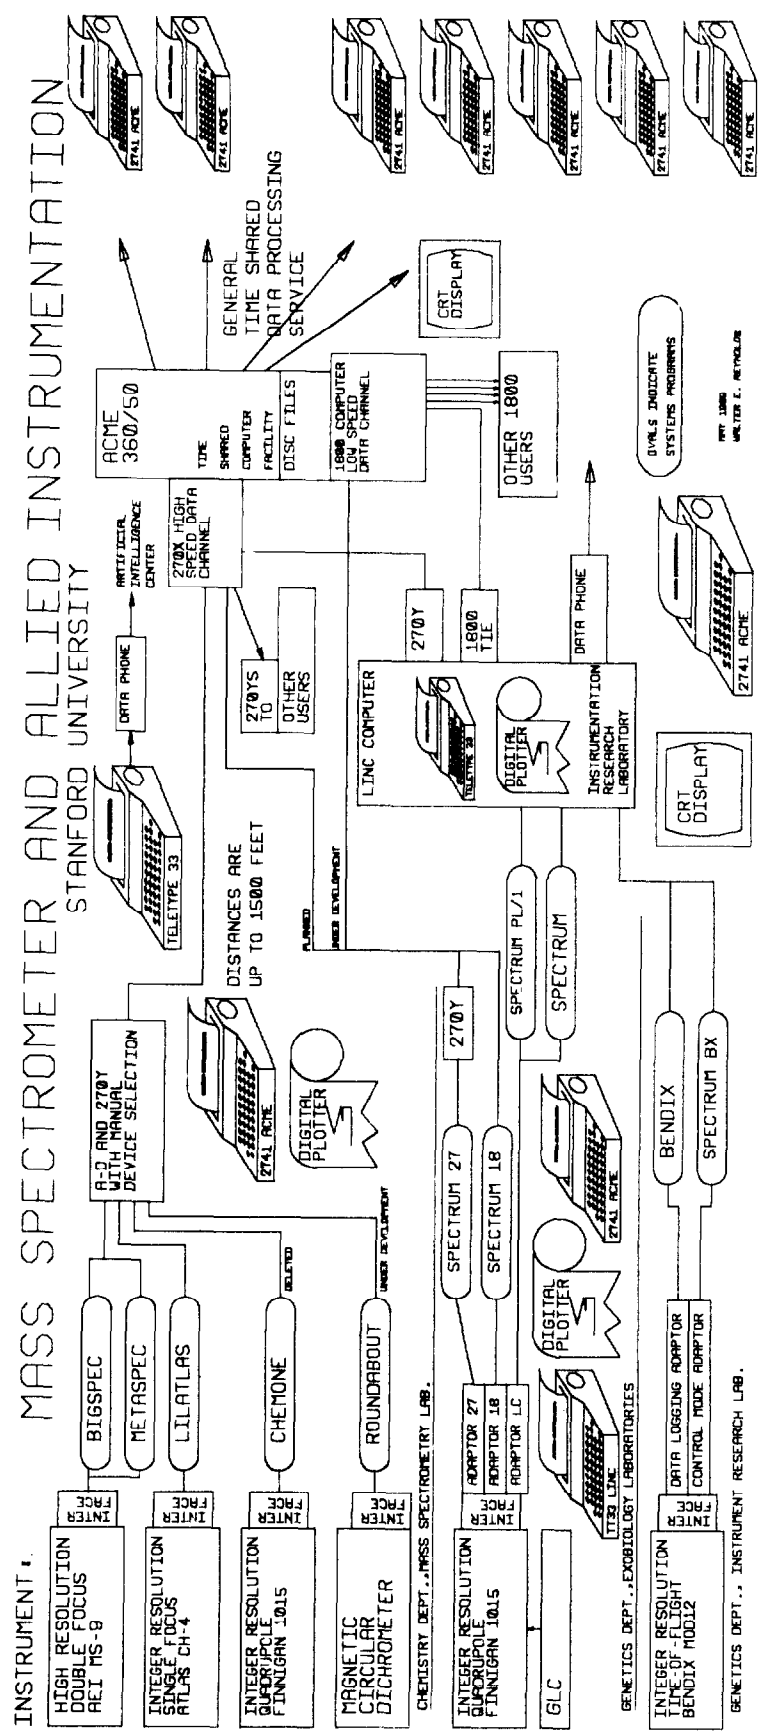 MASS SPECTROMETER AND ALLIED INSTRUMENTATION
STANFORD UNIVERSITY
INSTRUMENT:
HIGH RESOLUTION
DOUBLE FOCUS
AEI MS-9
INTER
FACE
BIGSPEC
METASPEC
INTEGER RESOLUTION
SINGLE FOCUS
ATLAS CH-4
INTER
FACE
LILATLAS
INTEGER RESOLUTION
QUADRUPOLE
FINNIGAN 1015
INTER
FACE
CHEMONE
DELETED
MAGNETIC
CIRCULAR
DICHROMETER
INTER
FACE
ROUNDABOUT
UNDER DEVELOPMENT
CHEMISTRY DEPT.,MASS SPECTROMETRY LAB.
A-D AND 270Y
WITH MANUAL
DEVICE SELECTION
2741 ACME
DIGITAL
PLOTTER
TELETYPE 33
DATA PHONE
ARTIFICIAL
INTELLIGENCE
CENTER
DISTANCES ARE
UP TO 1500 FEET
PLANNED
UNDER DEVELOPMENT
270X HIGH
SPEED DATA
CHANNEL
ACME
360/50
TIME
SHARED
COMPUTER
FACILITY
DISC FILES
1800 COMPUTER
LOW SPEED
DATA CHANNEL
270YS
TO
OTHER
USERS
GENERAL
TIME SHARED
DATA PROCESSING
SERVICE
2741 ACME
2741 ACME
2741 ACME
2741 ACME
2741 ACME
2741 ACME
2741 ACME
CRT
DISPLAY
OTHER 1800
USERS
INTEGER RESOLUTION
QUADRUPOLE
FINNIGAN 1015
INTER
FACE
ADAPTOR 27
ADAPTOR 18
ADAPTOR LC
SPECTRUM 27
SPECTRUM 18
270Y
SPECTRUM PL/1
SPECTRUM
GLC
TT33 LINC
DIGITAL
PLOTTER
2741 ACME
GENETICS DEPT.,EXOBIOLOGY LABORATORIES
LINC COMPUTER
TELETYPE 33
DIGITAL
PLOTTER
INSTRUMENTATION
RESEARCH
LABORATORY
270Y
1800
TIE
DATA PHONE
INTEGER RESOLUTION
TIME-OF-FLIGHT
BENDIX MOD12
INTER
FACE
DATA LOGGING ADAPTOR
CONTROL MODE ADAPTOR
BENDIX
SPECTRUM BX
CRT
DISPLAY
2741 ACME
OVALS INDICATE
SYSTEMS PROGRAMS
WALTER E. REYNOLDS
GENETICS DEPT., INSTRUMENT RESEARCH LAB.